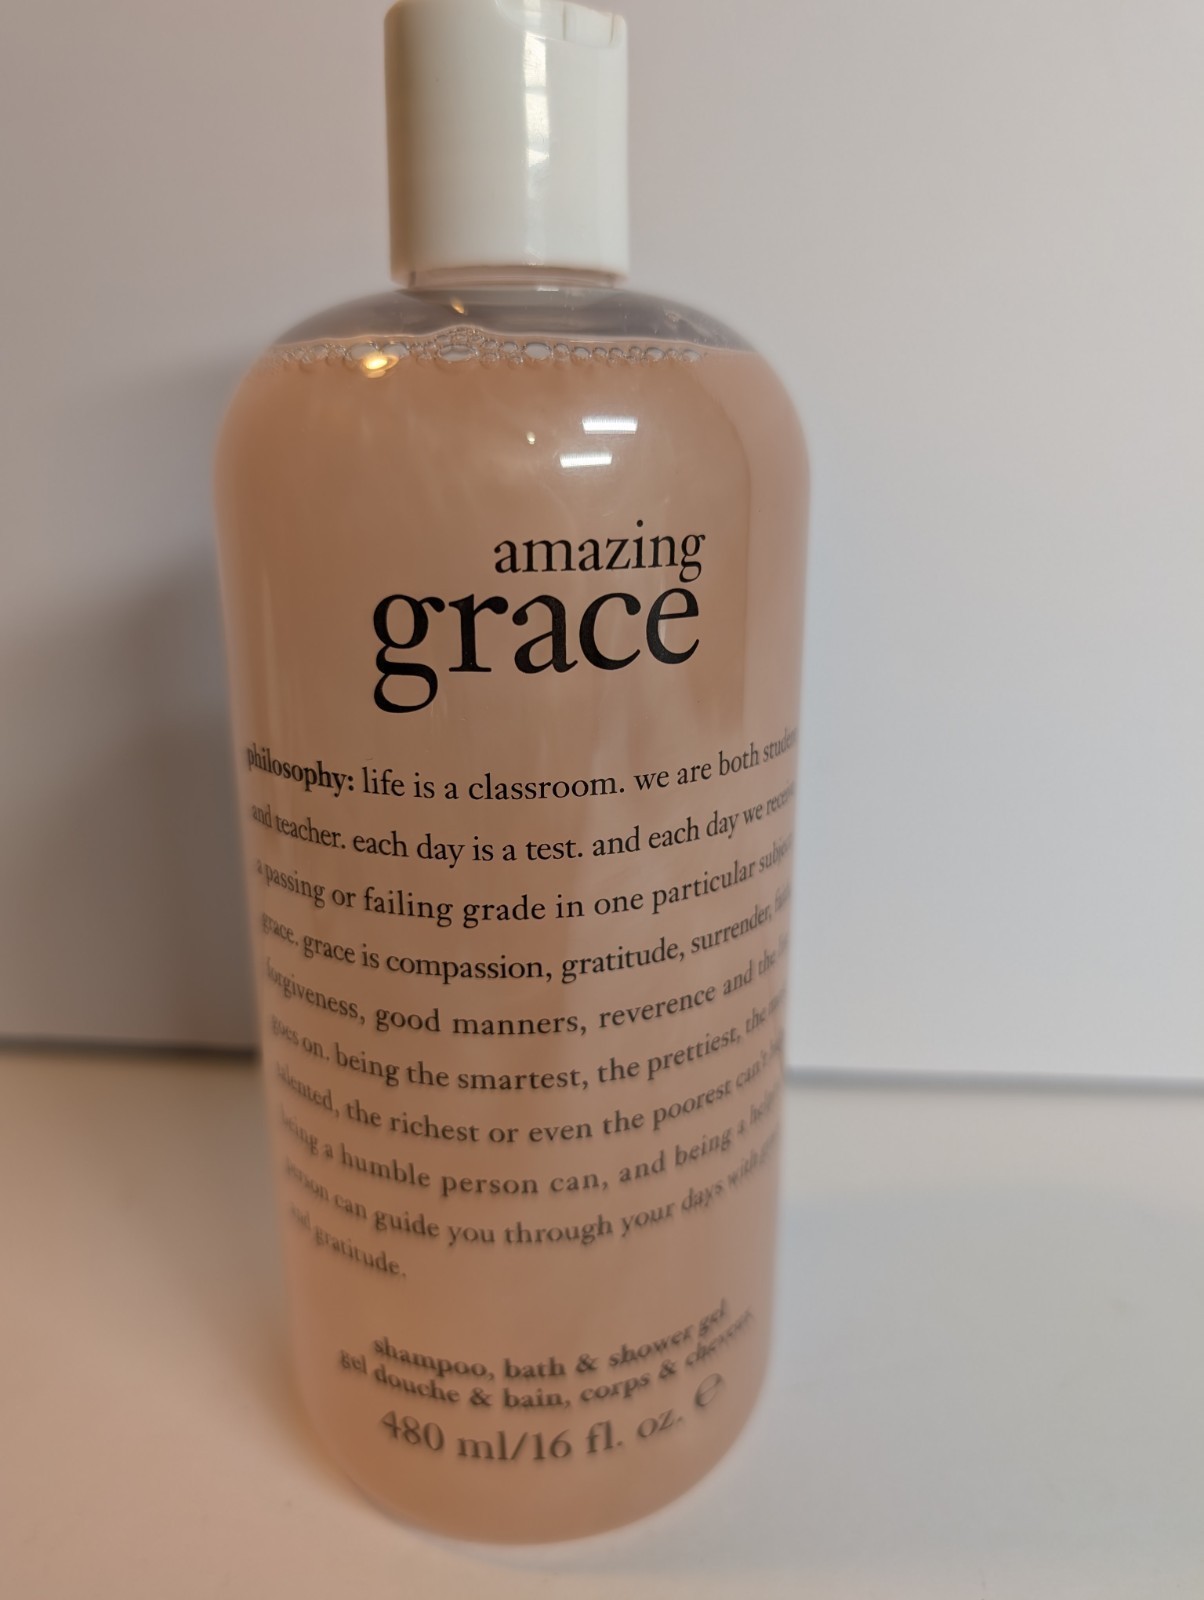 amazing
grace
philosophy: life is a classroom. we are both
and teacher. each day is a test. and each day we
a passing or failing grade in one particular
grace. grace is compassion, gratitude, surrender,
forgiveness, good manners, reverence and the
goes on. being the smartest, the prettiest, the
talented, the richest or even the poorest can't
being a humble person can, and being a
person can guide you through your days with
and gratitude.
shampoo, bath & shower gel
gel douche & bain, corps & cheveux
480 ml/16 fl. oz. ℮